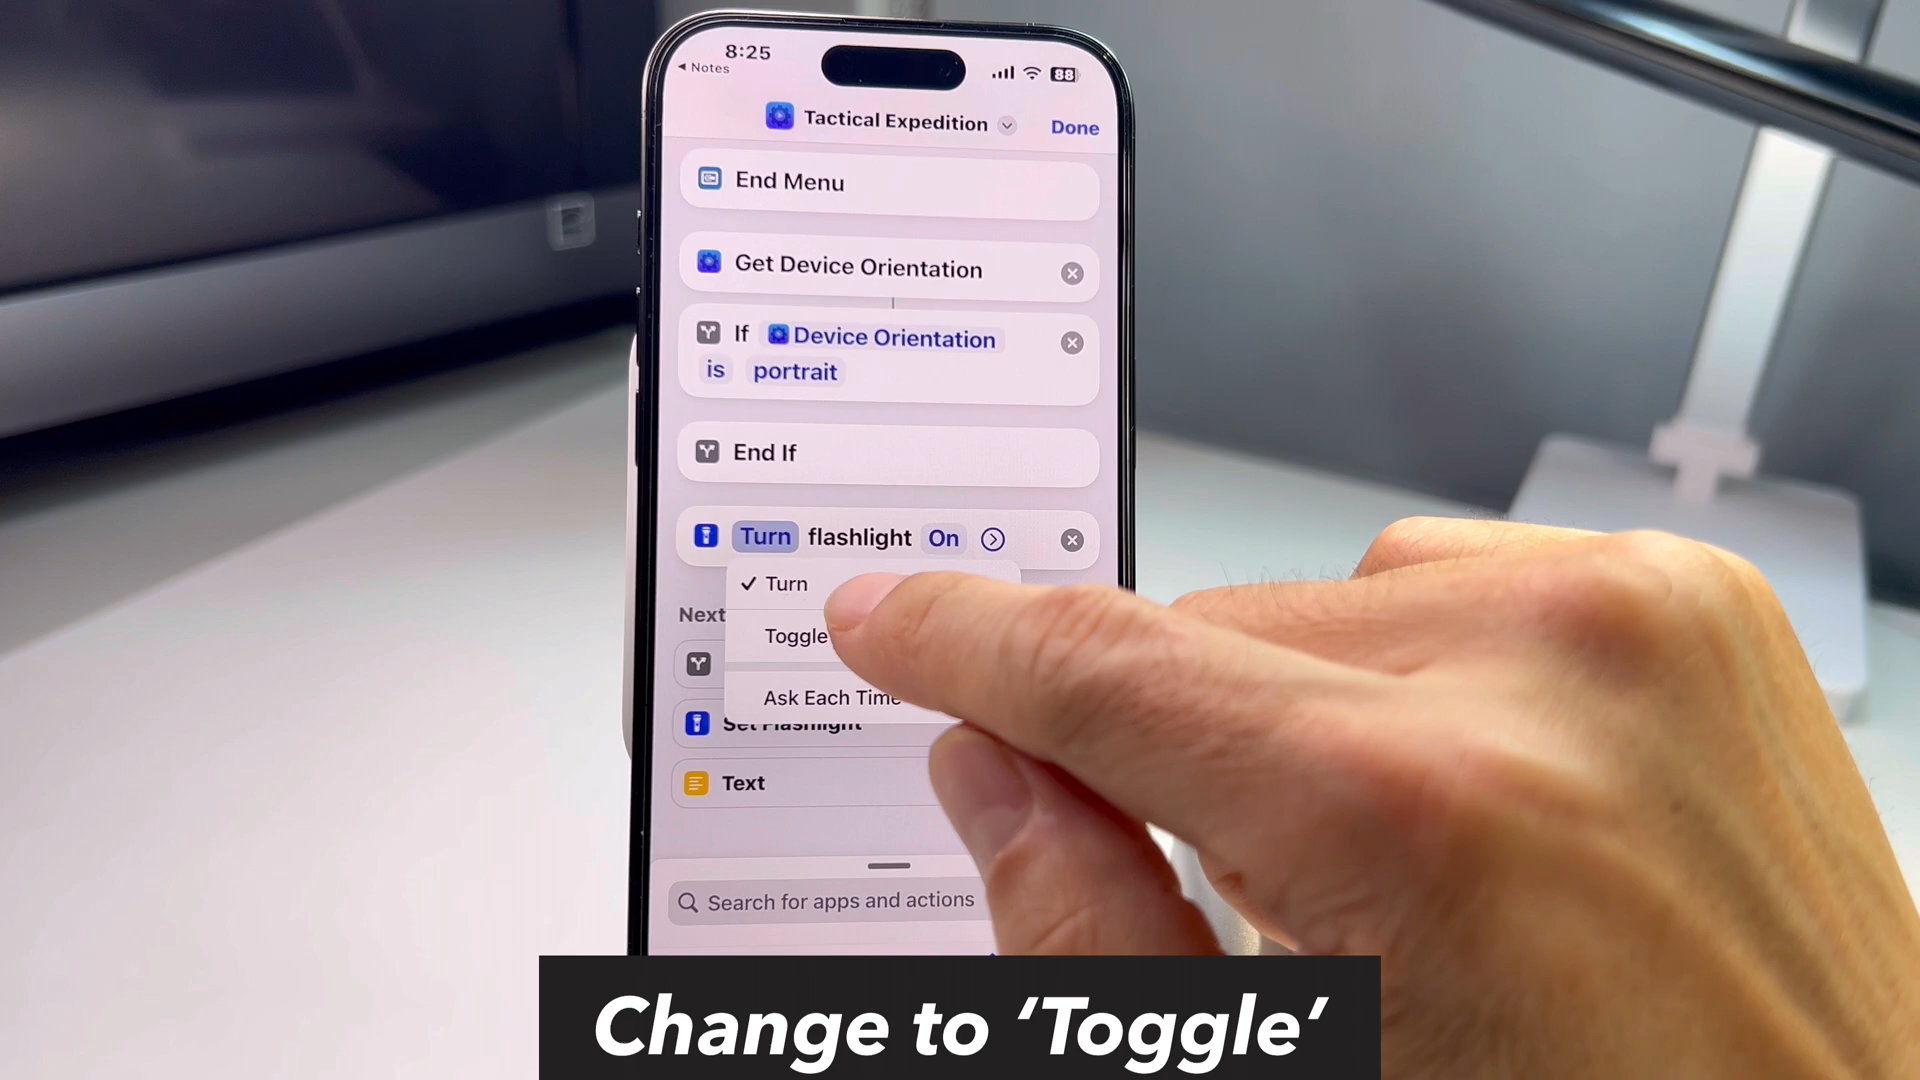 8:25
Notes
88
Tactical Expedition
Done
End Menu
Get Device Orientation
If Device Orientation
is portrait
End If
Turn flashlight On
Turn
Next
Toggle
Ask Each Time
Set Flashlight
Text
Search for apps and actions
Change to ‘Toggle’